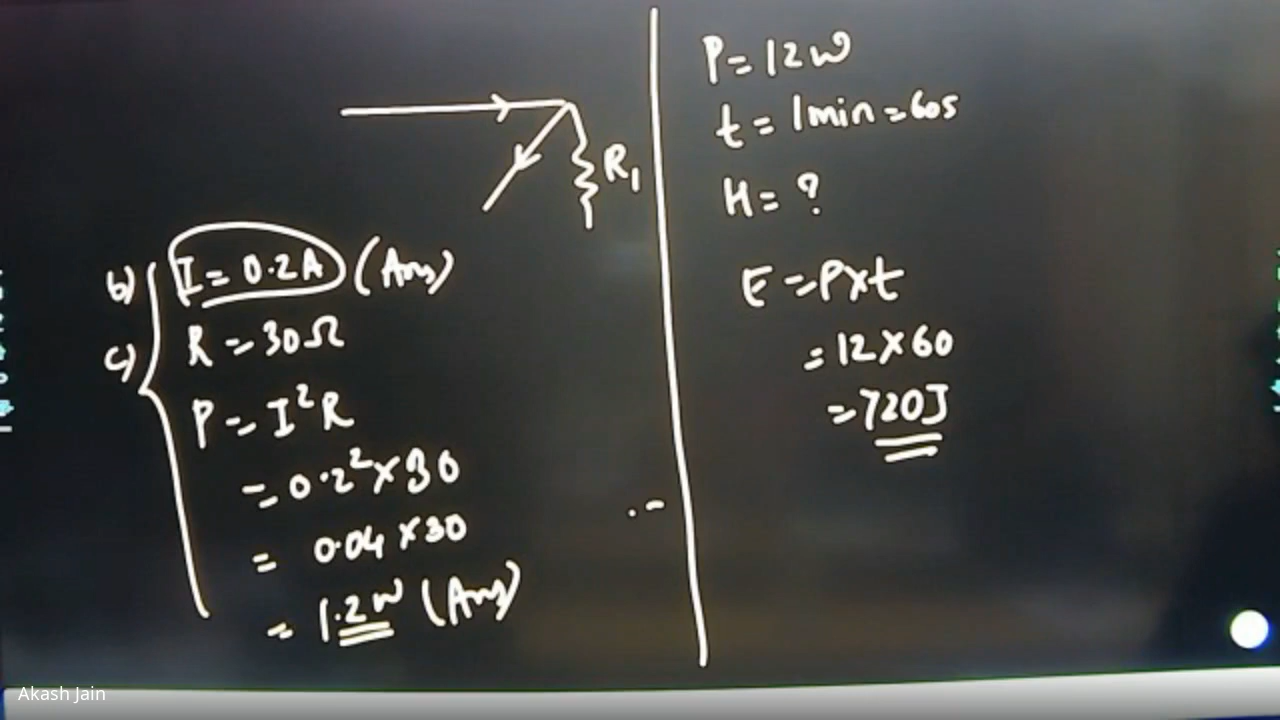 R₁
b) I = 0.2A (Ans)
c) R = 30Ω
P = I²R
= 0.2² × 30
= 0.04 × 30
= 1.2W (Ans)
P = 12W
t = 1min = 60s
H = ?
E = P×t
= 12×60
= 720J
Akash Jain